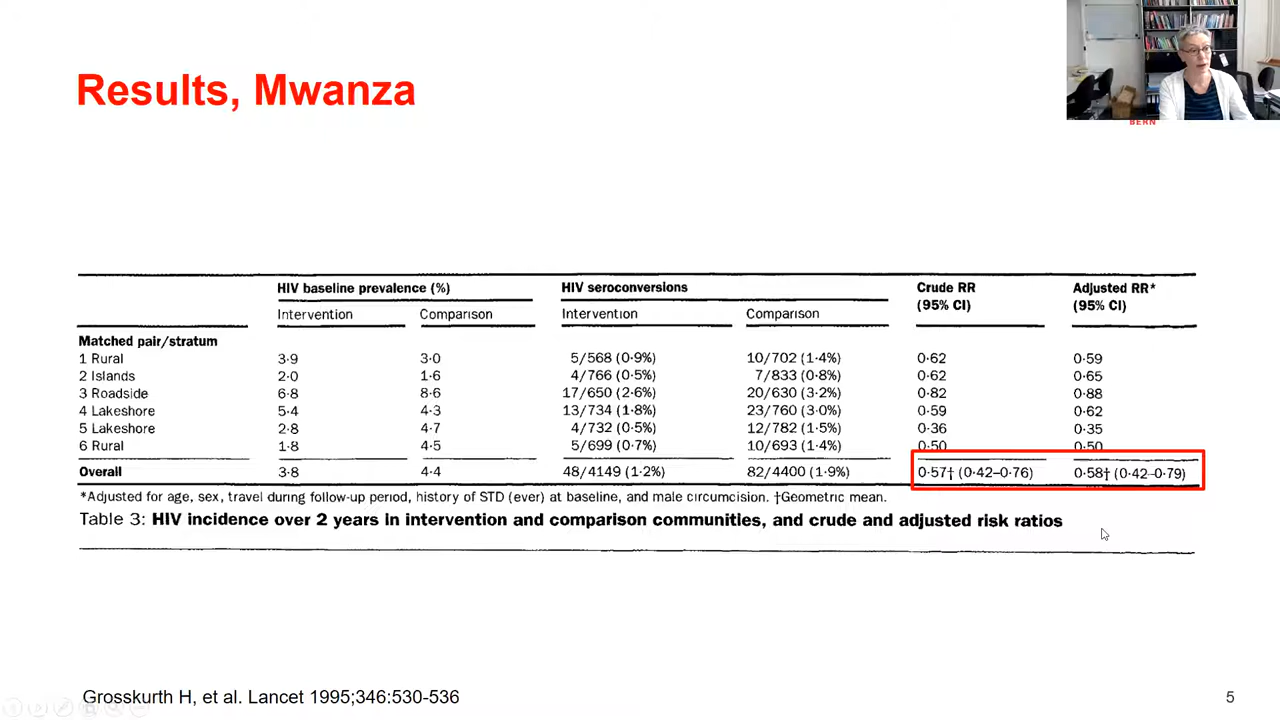 Results, Mwanza
BERN
HIV baseline prevalence (%) HIV seroconversions Crude RR Adjusted RR*
(95% CI) (95% CI)
Intervention Comparison Intervention Comparison
Matched pair/stratum
1 Rural 3·9 3·0 5/568 (0·9%) 10/702 (1·4%) 0·62 0·59
2 Islands 2·0 1·6 4/766 (0·5%) 7/833 (0·8%) 0·62 0·65
3 Roadside 6·8 8·6 17/650 (2·6%) 20/630 (3·2%) 0·82 0·88
4 Lakeshore 5·4 4·3 13/734 (1·8%) 23/760 (3·0%) 0·59 0·62
5 Lakeshore 2·8 4·7 4/732 (0·5%) 12/782 (1·5%) 0·36 0·35
6 Rural 1·8 4·5 5/699 (0·7%) 10/693 (1·4%) 0·50 0·50
Overall 3·8 4·4 48/4149 (1·2%) 82/4400 (1·9%) 0·57† (0·42–0·76) 0·58† (0·42–0·79)
*Adjusted for age, sex, travel during follow-up period, history of STD (ever) at baseline, and male circumcision. †Geometric mean.
Table 3: HIV incidence over 2 years in intervention and comparison communities, and crude and adjusted risk ratios
Grosskurth H, et al. Lancet 1995;346:530-536
5